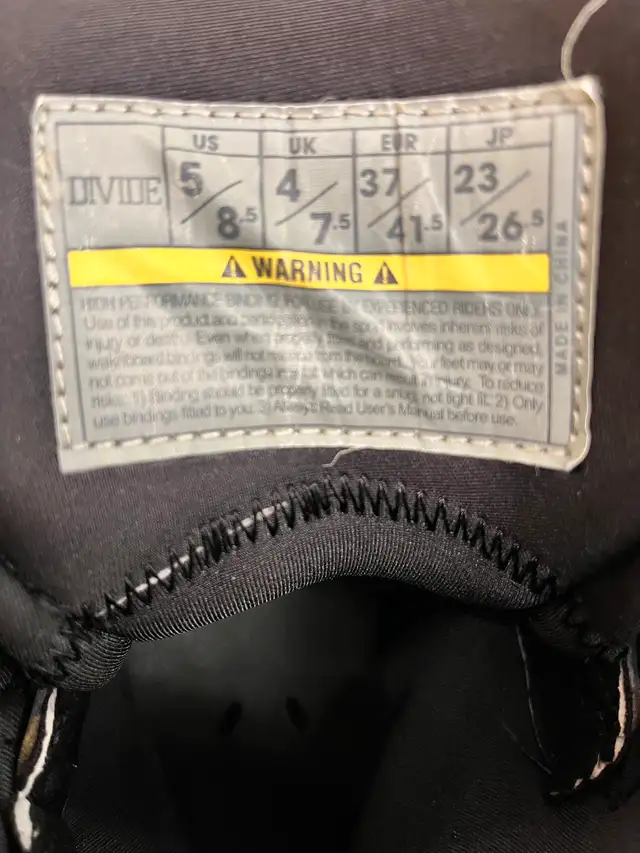 US UK EUR JP
DIVIDE 5/8.5 4/7.5 37/41.5 23/26.5
WARNING
HIGH PERFORMANCE BINDING. FOR USE BY EXPERIENCED RIDERS ONLY.
Use of this product and participation in the sport involves inherent risks of
injury or death. Even when properly fitted and performing as designed,
wakeboard bindings will not release from the board. Your feet may or may
not come out of the bindings in a fall which can result in injury. To reduce
risks: 1) Binding should be properly fitted for a snug, not tight fit. 2) Only
use bindings fitted to you. 3) Always Read User's Manual before use.
MADE IN CHINA